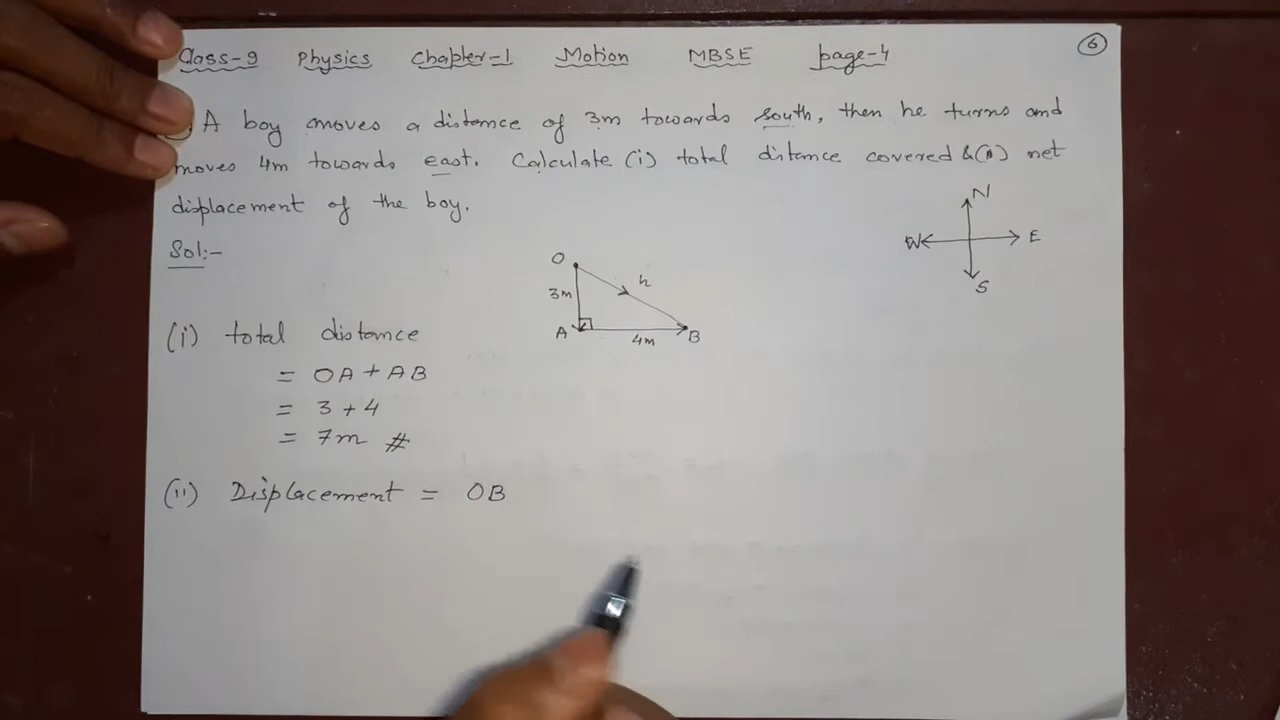 Class-9 Physics Chapter-1 Motion MBSE page-4
6
A boy moves a distance of 3m towards south, then he turns and
moves 4m towards east. Calculate (i) total distance covered & (ii) net
displacement of the boy.
N
W E
S
Sol:-
O
3m h
A B
4m
(i) total distance
= OA + AB
= 3 + 4
= 7m #
(ii) Displacement = OB